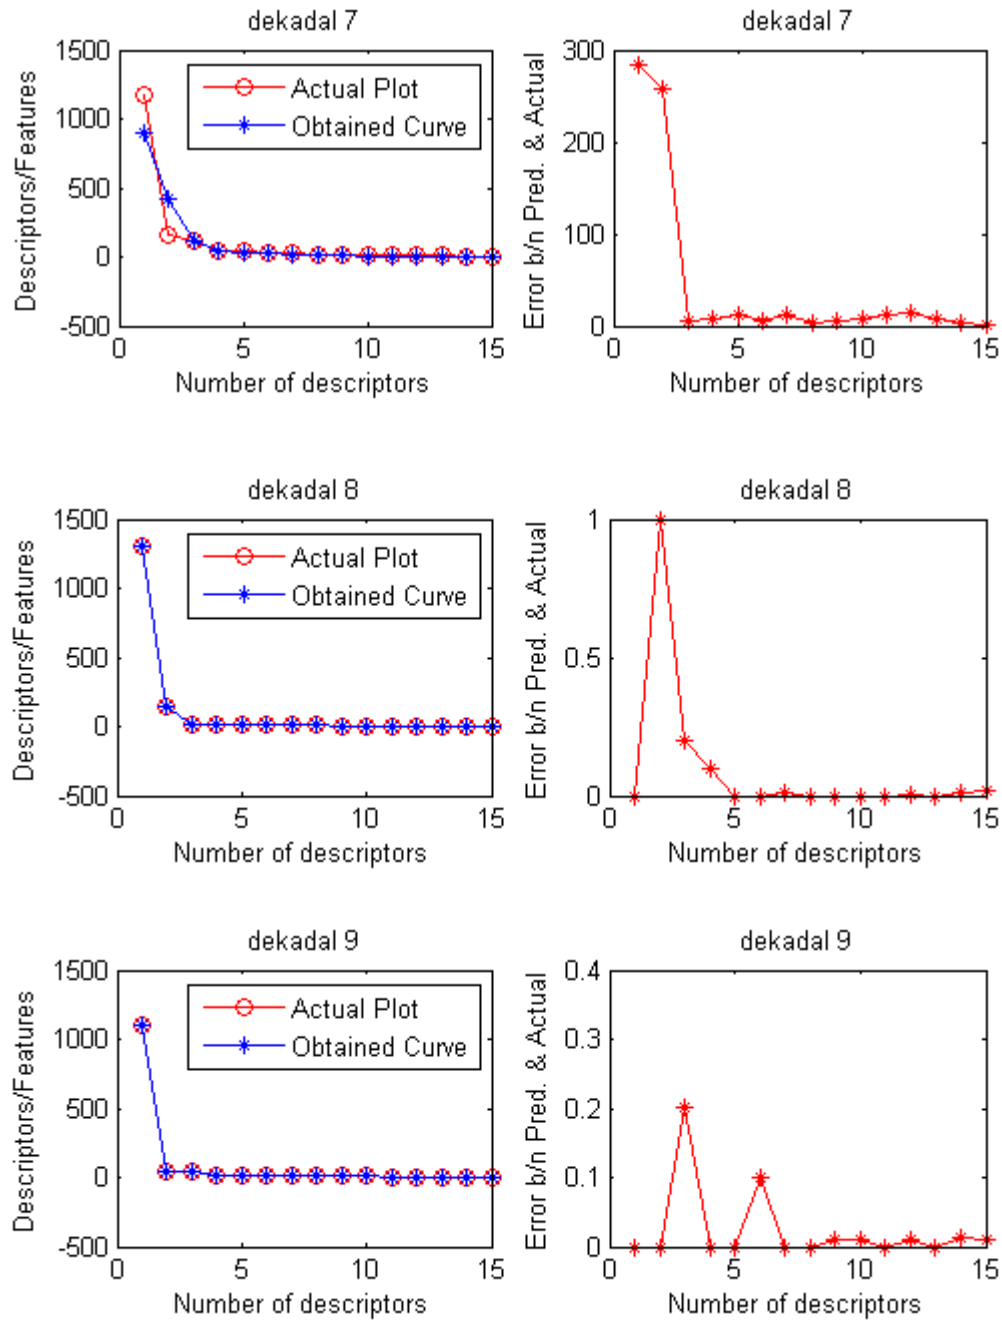 dekadal 7
1500
1000
500
0
-500
Descriptors/Features
Actual Plot
Obtained Curve
0
5
10
15
Number of descriptors
dekadal 7
300
200
100
0
Error b/n Pred. & Actual
0
5
10
15
Number of descriptors
dekadal 8
1500
1000
500
0
-500
Descriptors/Features
Actual Plot
Obtained Curve
0
5
10
15
Number of descriptors
dekadal 8
1
0.5
0
Error b/n Pred. & Actual
0
5
10
15
Number of descriptors
dekadal 9
1500
1000
500
0
-500
Descriptors/Features
Actual Plot
Obtained Curve
0
5
10
15
Number of descriptors
dekadal 9
0.4
0.3
0.2
0.1
0
Error b/n Pred. & Actual
0
5
10
15
Number of descriptors